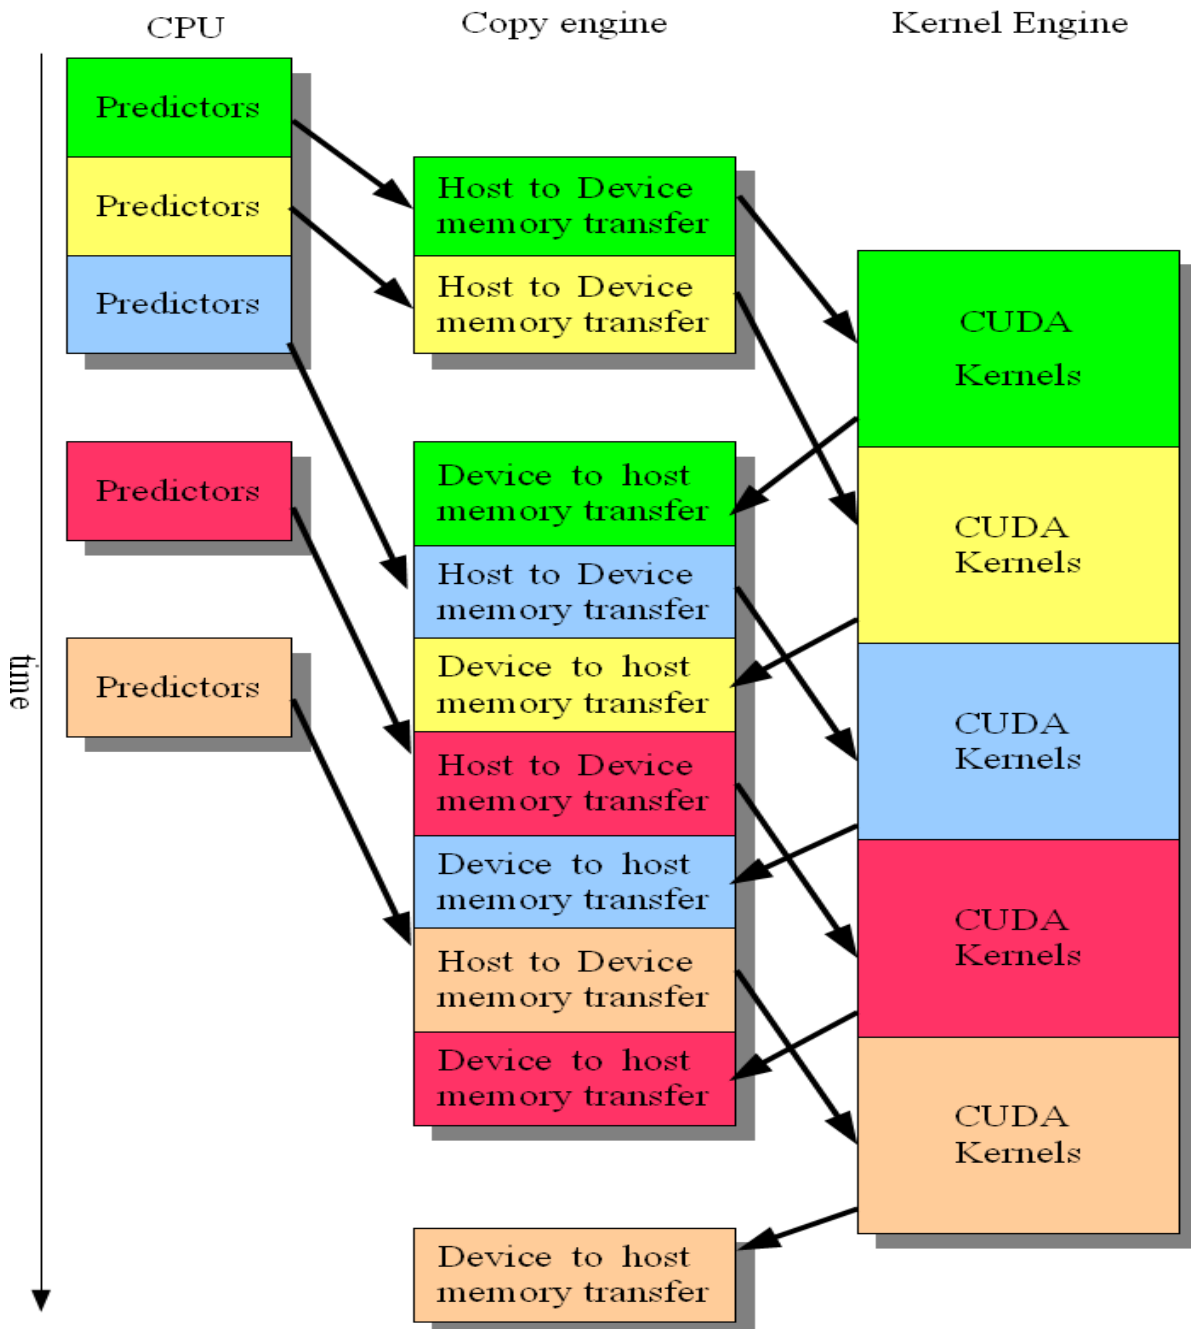 CPU
Copy engine
Kernel Engine
Predictors
Predictors
Predictors
Predictors
Predictors
time
Host to Device
memory transfer
Host to Device
memory transfer
Device to host
memory transfer
Host to Device
memory transfer
Device to host
memory transfer
Host to Device
memory transfer
Device to host
memory transfer
Host to Device
memory transfer
Device to host
memory transfer
Device to host
memory transfer
CUDA
Kernels
CUDA
Kernels
CUDA
Kernels
CUDA
Kernels
CUDA
Kernels